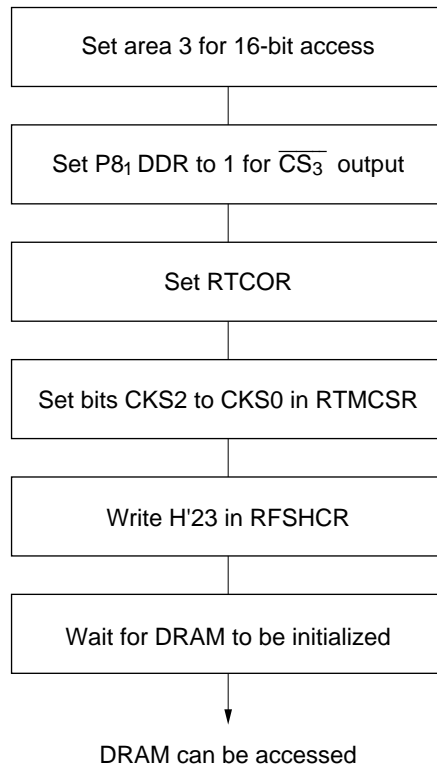 Set area 3 for 16-bit access
Set P8₁ DDR to 1 for C̅S̅₃̅ output
Set RTCOR
Set bits CKS2 to CKS0 in RTMCSR
Write H'23 in RFSHCR
Wait for DRAM to be initialized
DRAM can be accessed